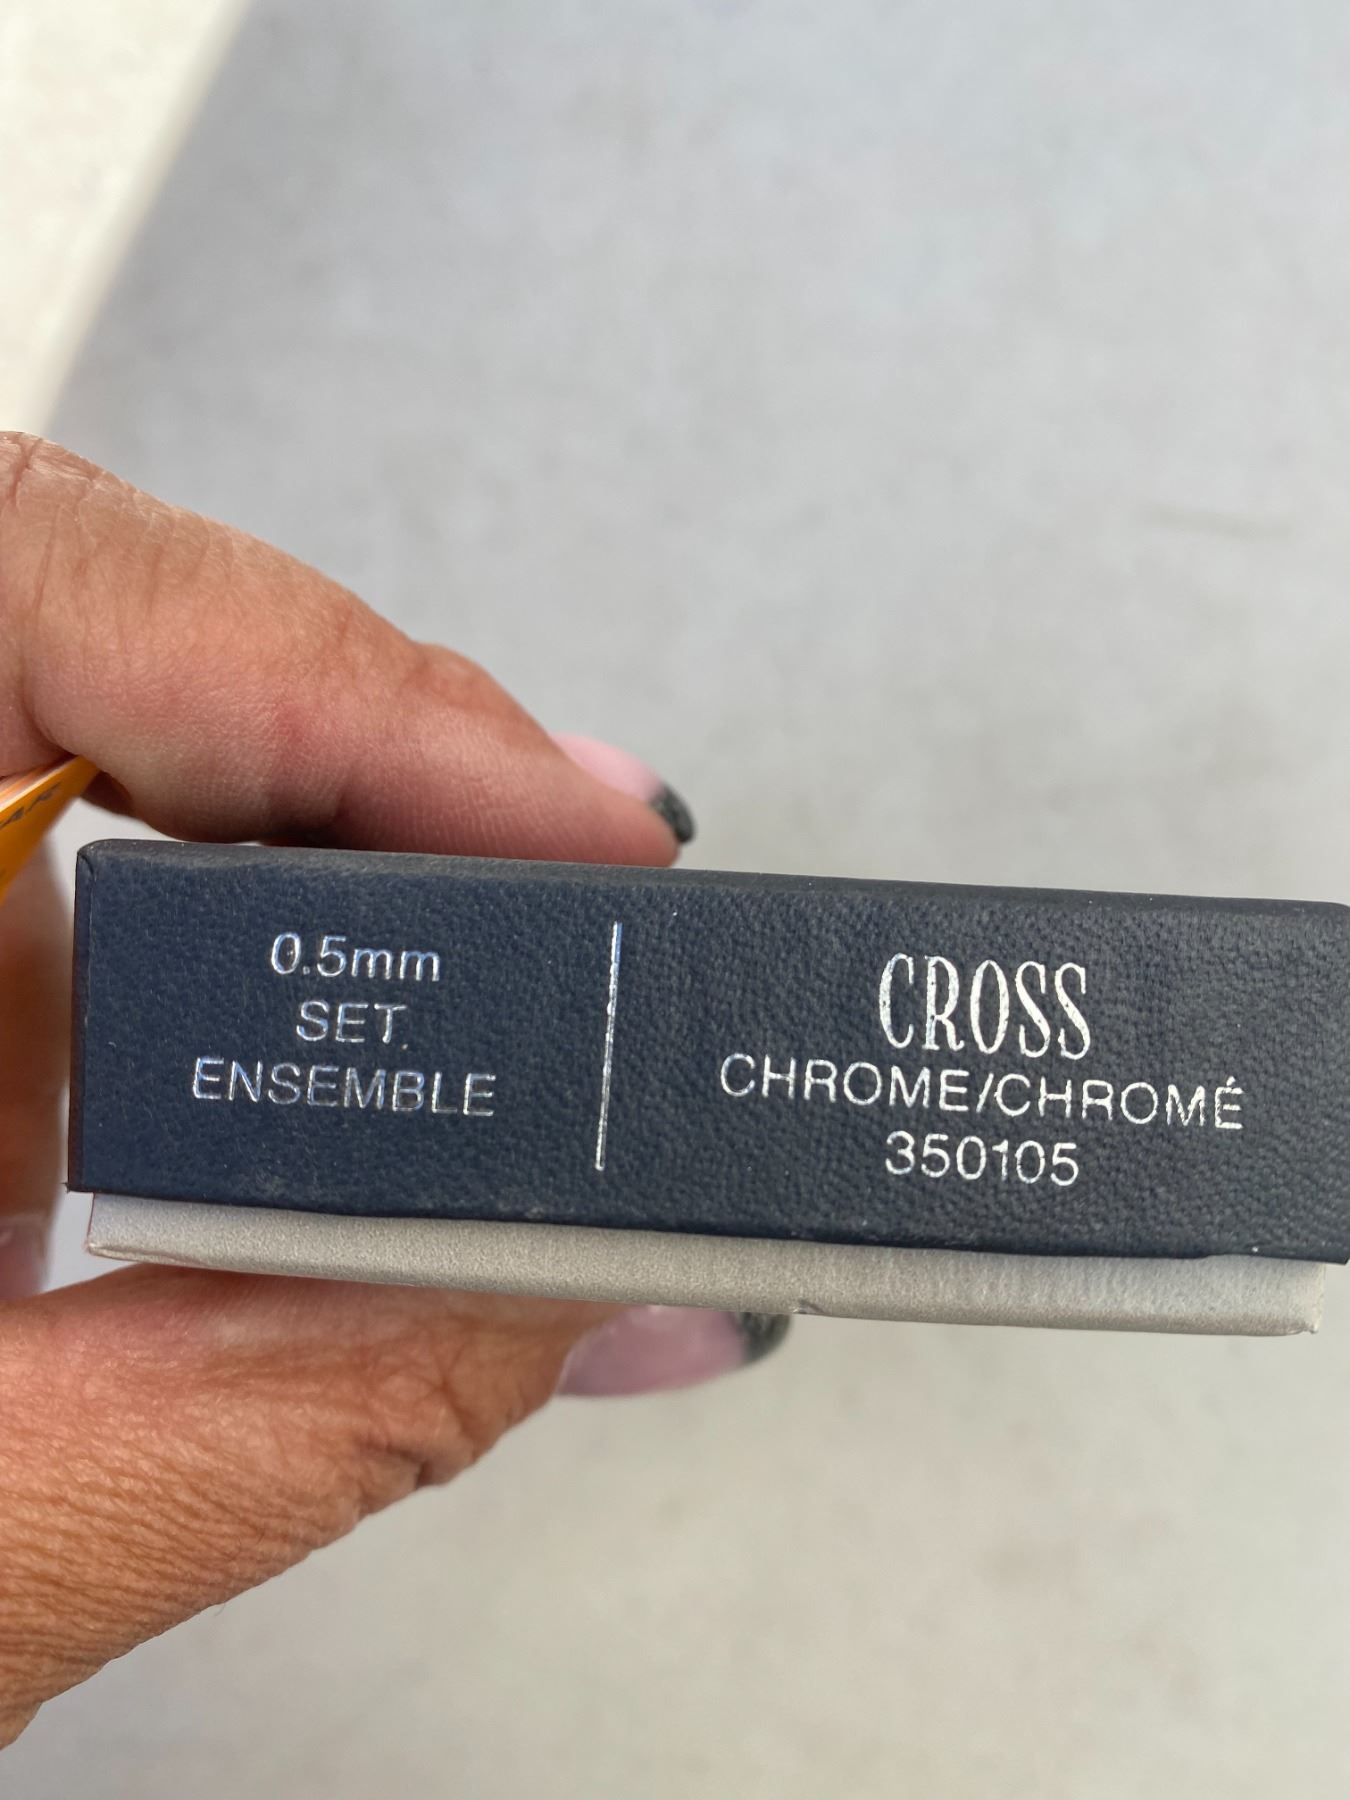 0.5mm
SET.
ENSEMBLE
CROSS
CHROME/CHROMÉ
350105